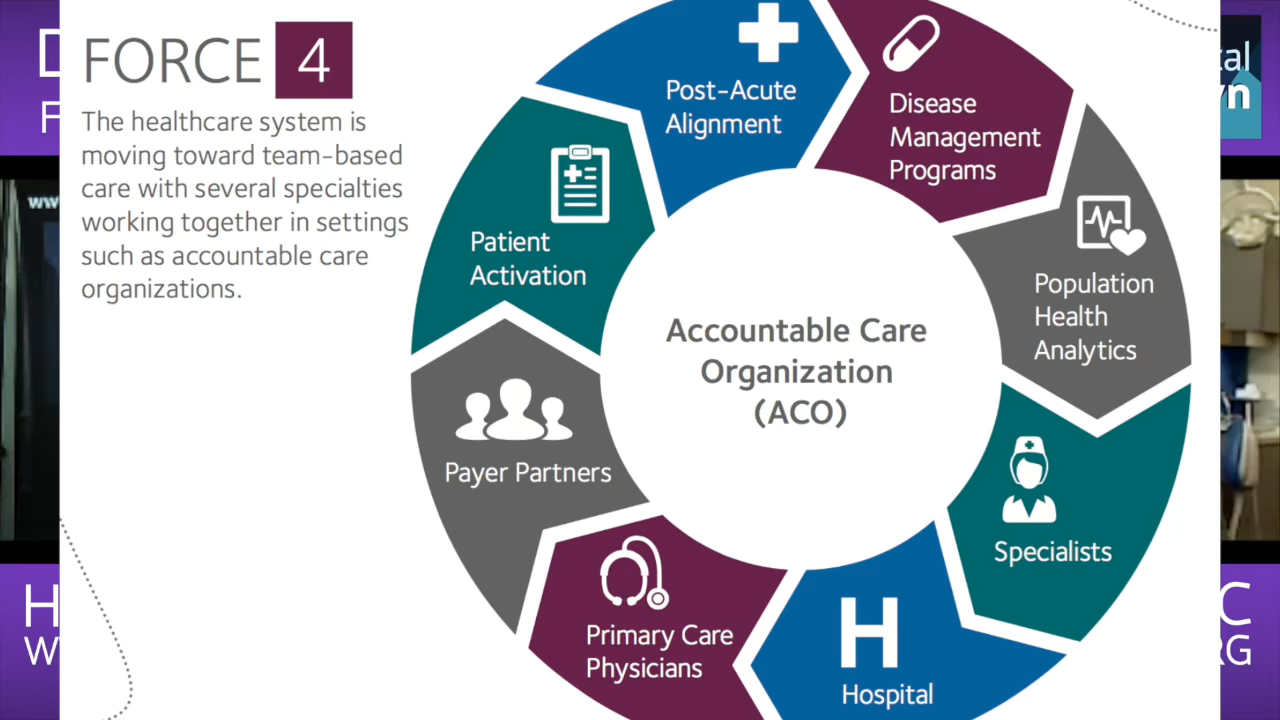 FORCE 4
The healthcare system is
moving toward team-based
care with several specialties
working together in settings
such as accountable care
organizations.
Post-Acute
Alignment
Disease
Management
Programs
Patient
Activation
Population
Health
Analytics
Accountable Care
Organization
(ACO)
Payer Partners
Specialists
Primary Care
Physicians
H
Hospital